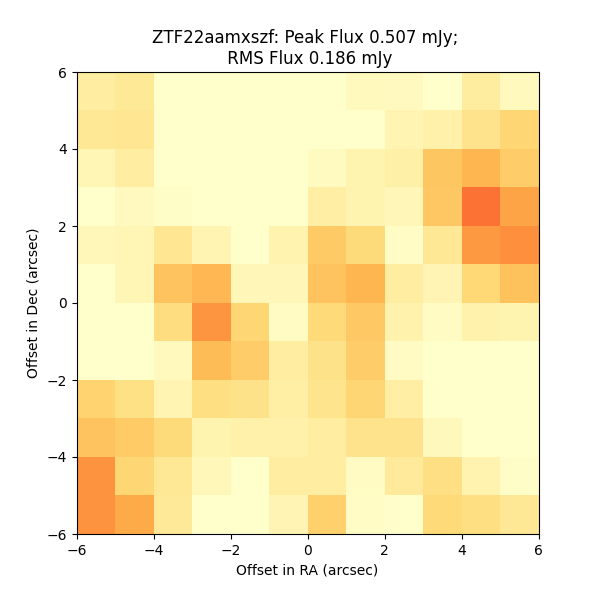 ZTF22aamxszf: Peak Flux 0.507 mJy;
RMS Flux 0.186 mJy
6
4
2
0
−2
−4
−6
Offset in Dec (arcsec)
−6 −4 −2 0 2 4 6
Offset in RA (arcsec)